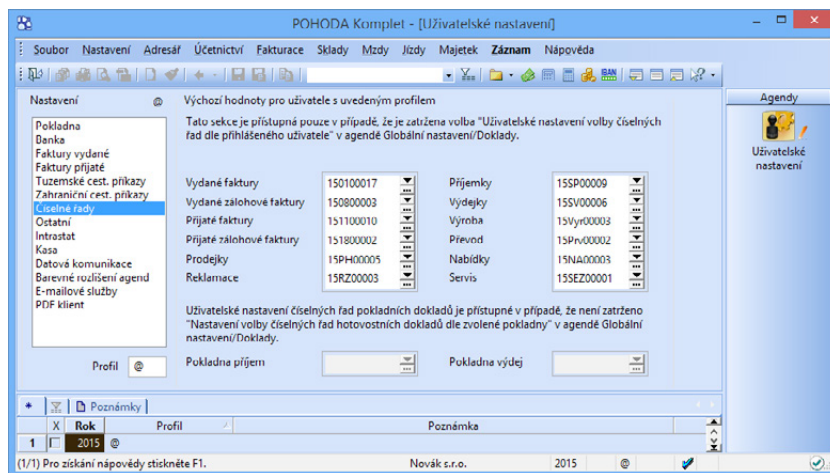 POHODA Komplet - [Uživatelské nastavení]
Soubor Nastavení Adresář Účetnictví Fakturace Sklady Mzdy Jízdy Majetek Záznam Nápověda
Nastavení @
Pokladna
Banka
Faktury vydané
Faktury přijaté
Tuzemské cest. příkazy
Zahraniční cest. příkazy
Číselné řady
Ostatní
Intrastat
Kasa
Datová komunikace
Barevné rozlišení agend
E-mailové služby
PDF klient
Profil @
Výchozí hodnoty pro uživatele s uvedeným profilem
Tato sekce je přístupná pouze v případě, že je zatržena volba "Uživatelské nastavení volby číselných
řad dle přihlášeného uživatele" v agendě Globální nastavení/Doklady.
Vydané faktury 150100017 Příjemky 15SP00009
Vydané zálohové faktury 150800003 Výdejky 15SV00006
Přijaté faktury 151100010 Výroba 15Vyr00003
Přijaté zálohové faktury 151800002 Převod 15Prv00002
Prodejky 15PH00005 Nabídky 15NA00003
Reklamace 15RZ00003 Servis 15SEZ00001
Uživatelské nastavení číselných řad pokladních dokladů je přístupné v případě, že není zatrženo
"Nastavení volby číselných řad hotovostních dokladů dle zvolené pokladny" v agendě Globální
nastavení/Doklady.
Pokladna příjem Pokladna výdej
Agendy
Uživatelské
nastavení
* Poznámky
X Rok Profil Poznámka
1 2015 @
(1/1) Pro získání nápovědy stiskněte F1. Novák s.r.o. 2015 @